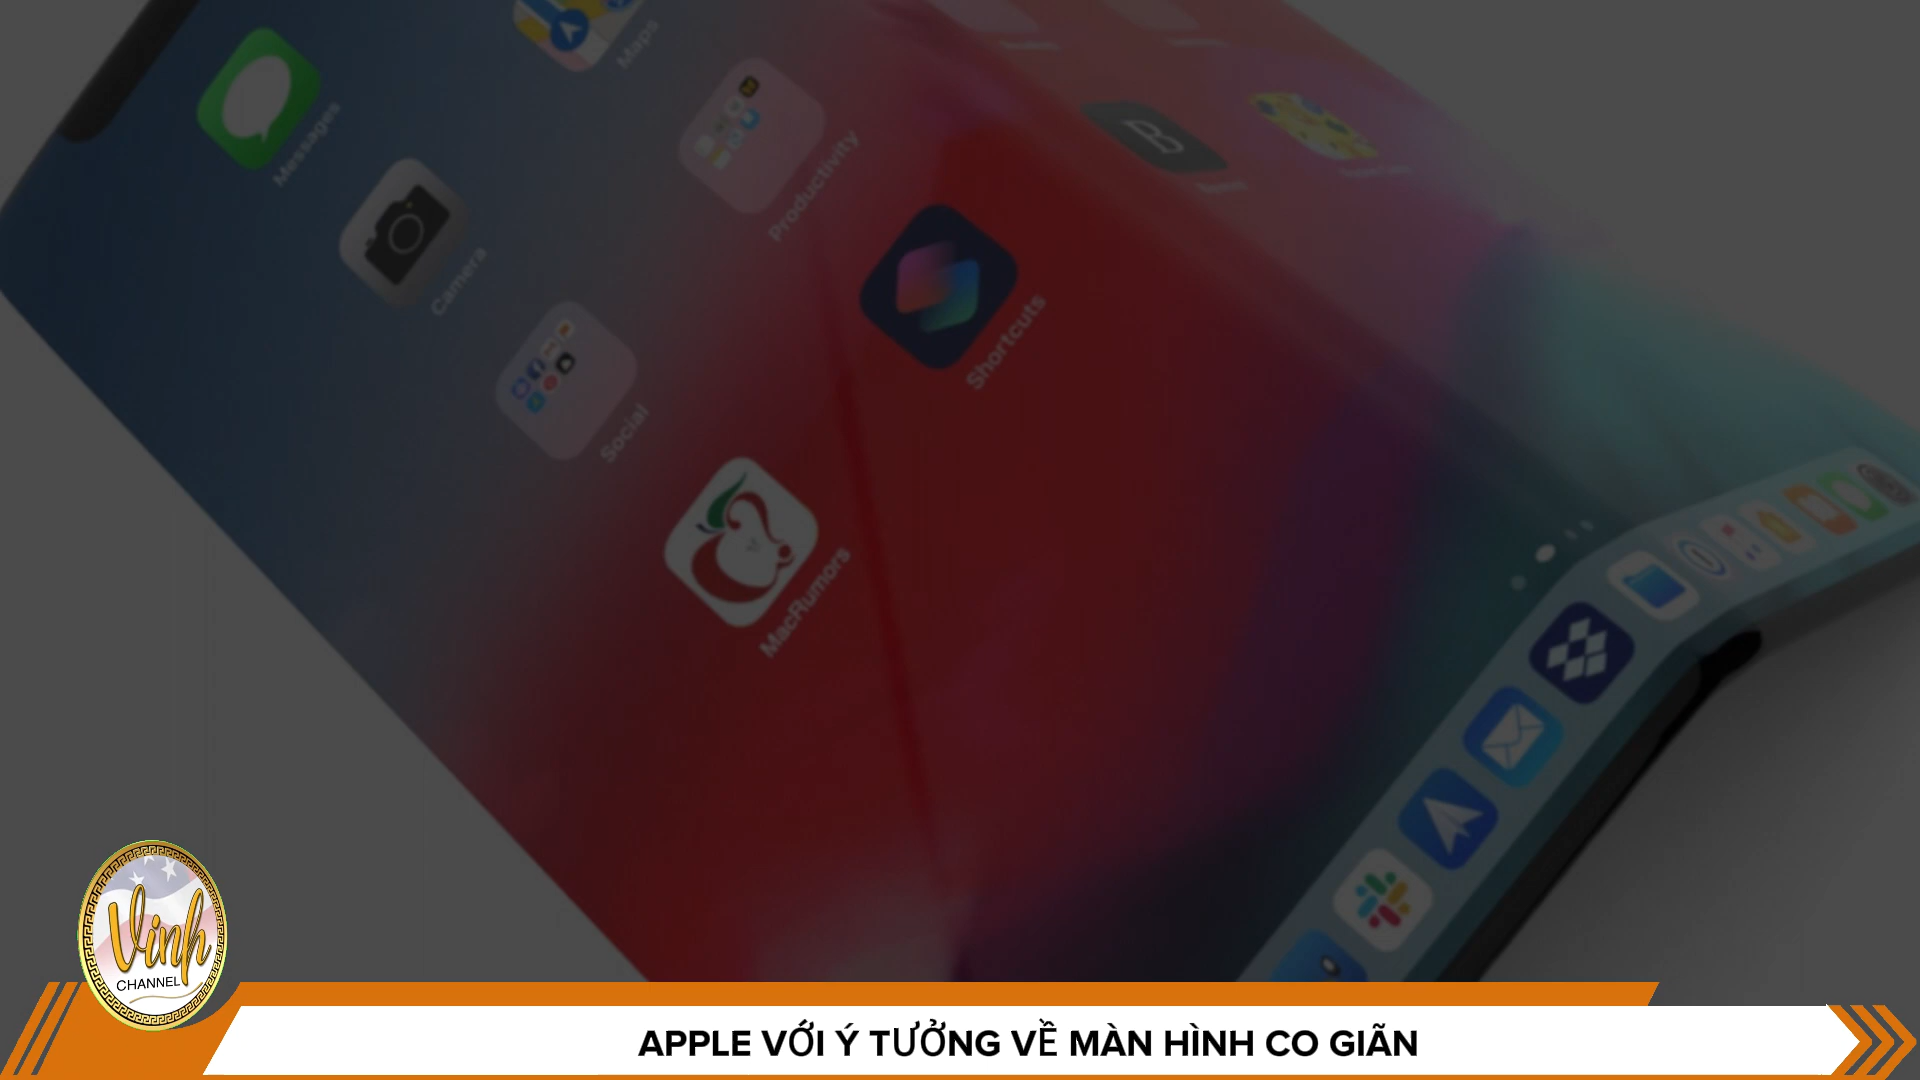 Maps
Messages
Productivity
B
Camera
Shortcuts
Social
MacRumors
Vinh
CHANNEL
APPLE VỚI Ý TƯỞNG VỀ MÀN HÌNH CO GIÃN